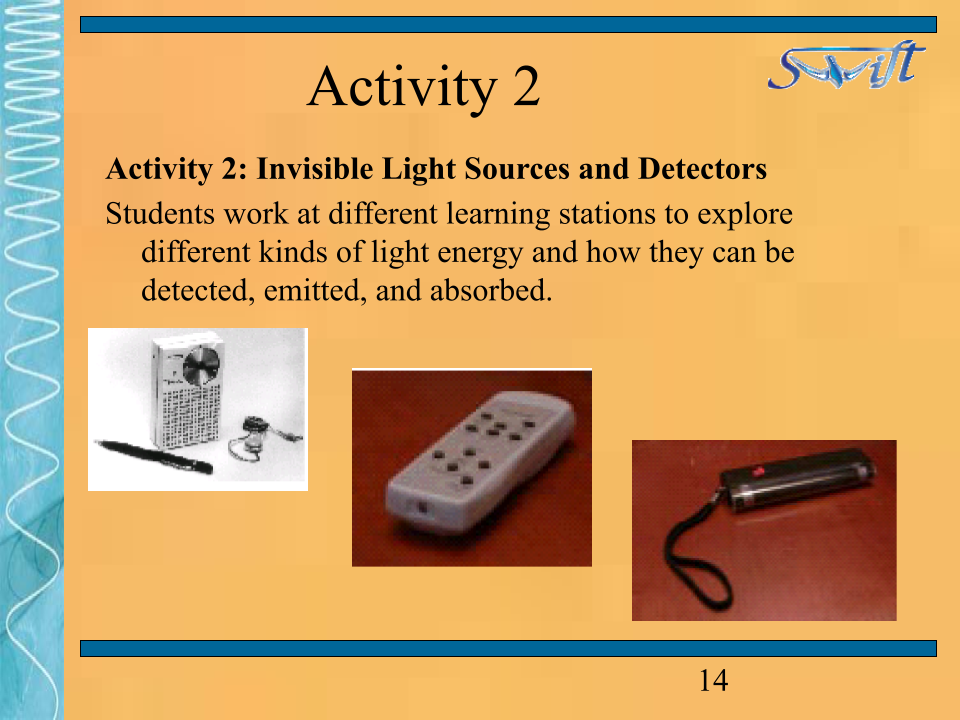 Activity 2
Swift
Activity 2: Invisible Light Sources and Detectors
Students work at different learning stations to explore
different kinds of light energy and how they can be
detected, emitted, and absorbed.
14